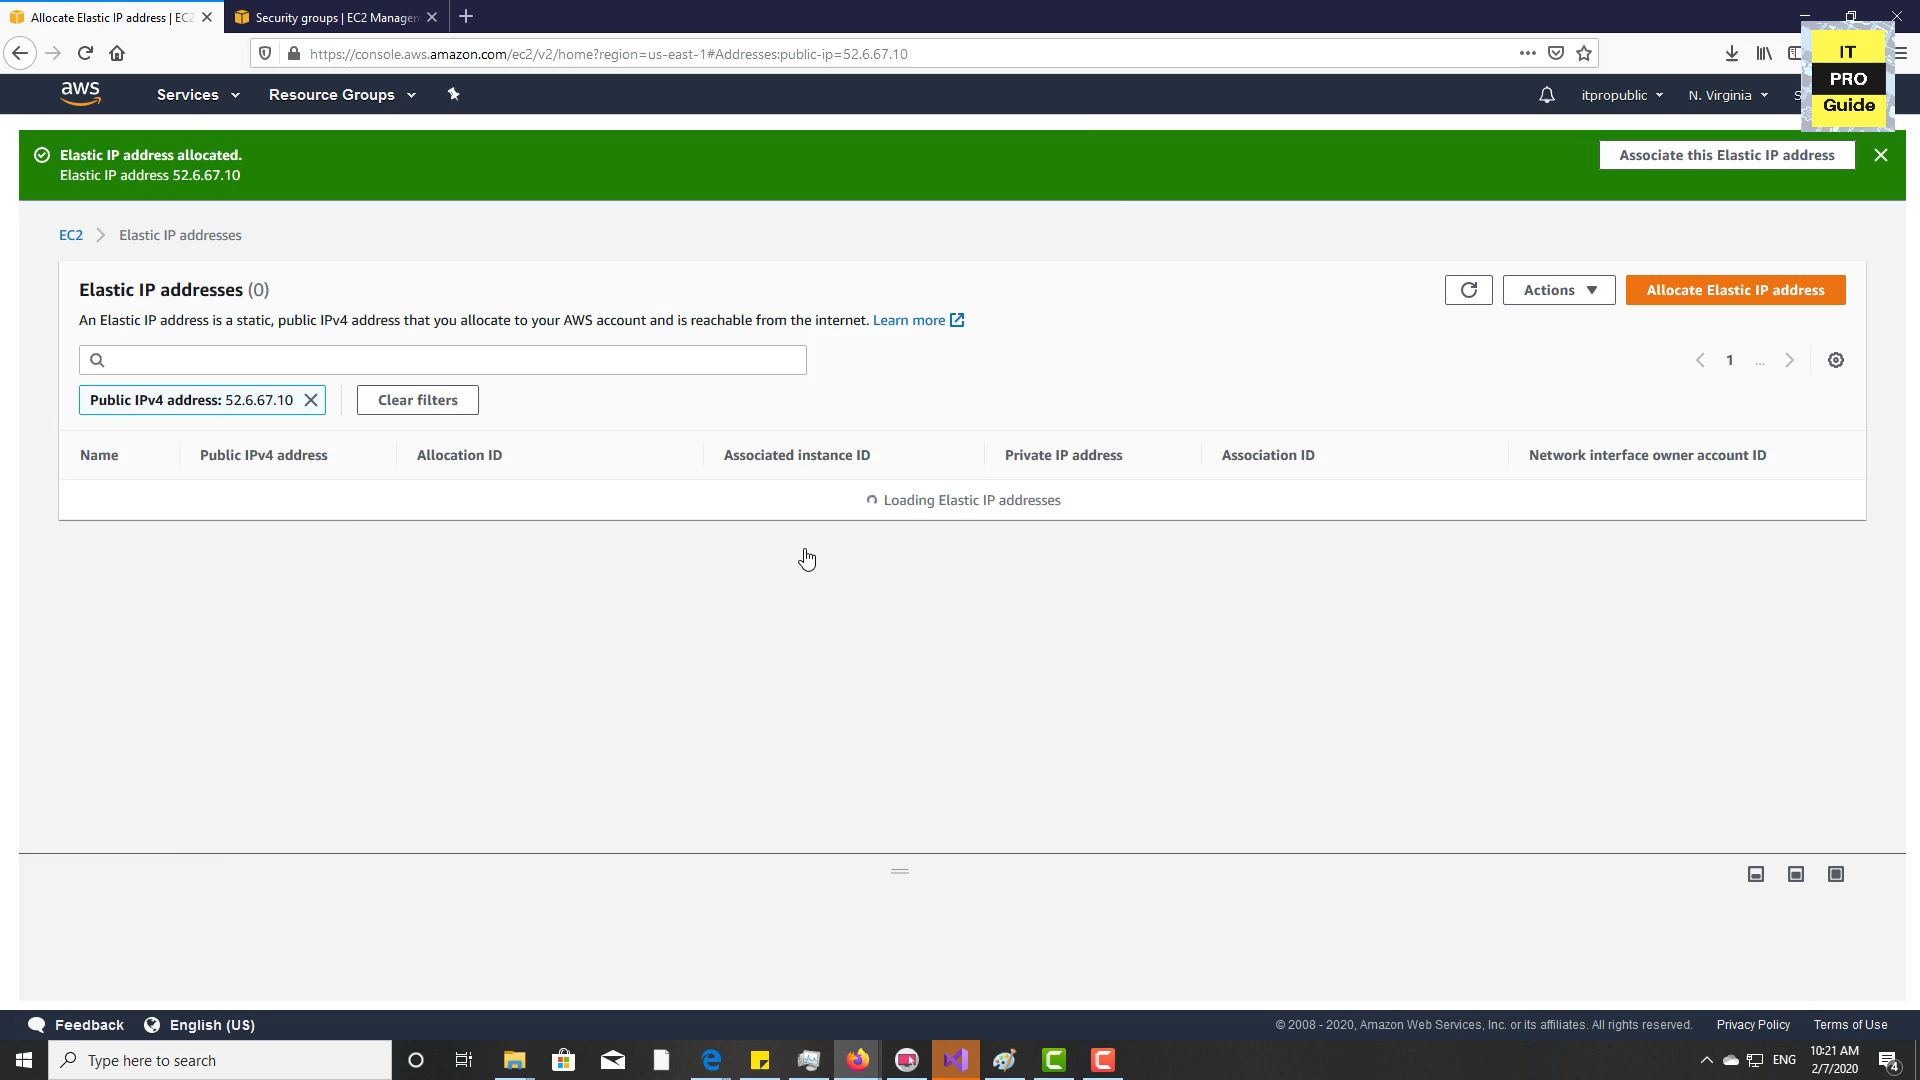 Allocate Elastic IP address | EC2
Security groups | EC2 Managem
https://console.aws.amazon.com/ec2/v2/home?region=us-east-1#Addresses:public-ip=52.6.67.10
IT
PRO
Guide
aws
Services
Resource Groups
itpropublic
N. Virginia
S
Elastic IP address allocated.
Elastic IP address 52.6.67.10
Associate this Elastic IP address
EC2
Elastic IP addresses
Elastic IP addresses (0)
Actions
Allocate Elastic IP address
An Elastic IP address is a static, public IPv4 address that you allocate to your AWS account and is reachable from the internet. Learn more
1
...
Public IPv4 address: 52.6.67.10
Clear filters
Name
Public IPv4 address
Allocation ID
Associated instance ID
Private IP address
Association ID
Network interface owner account ID
Loading Elastic IP addresses
Feedback
English (US)
© 2008 - 2020, Amazon Web Services, Inc. or its affiliates. All rights reserved.
Privacy Policy
Terms of Use
Type here to search
ENG
10:21 AM
2/7/2020
4